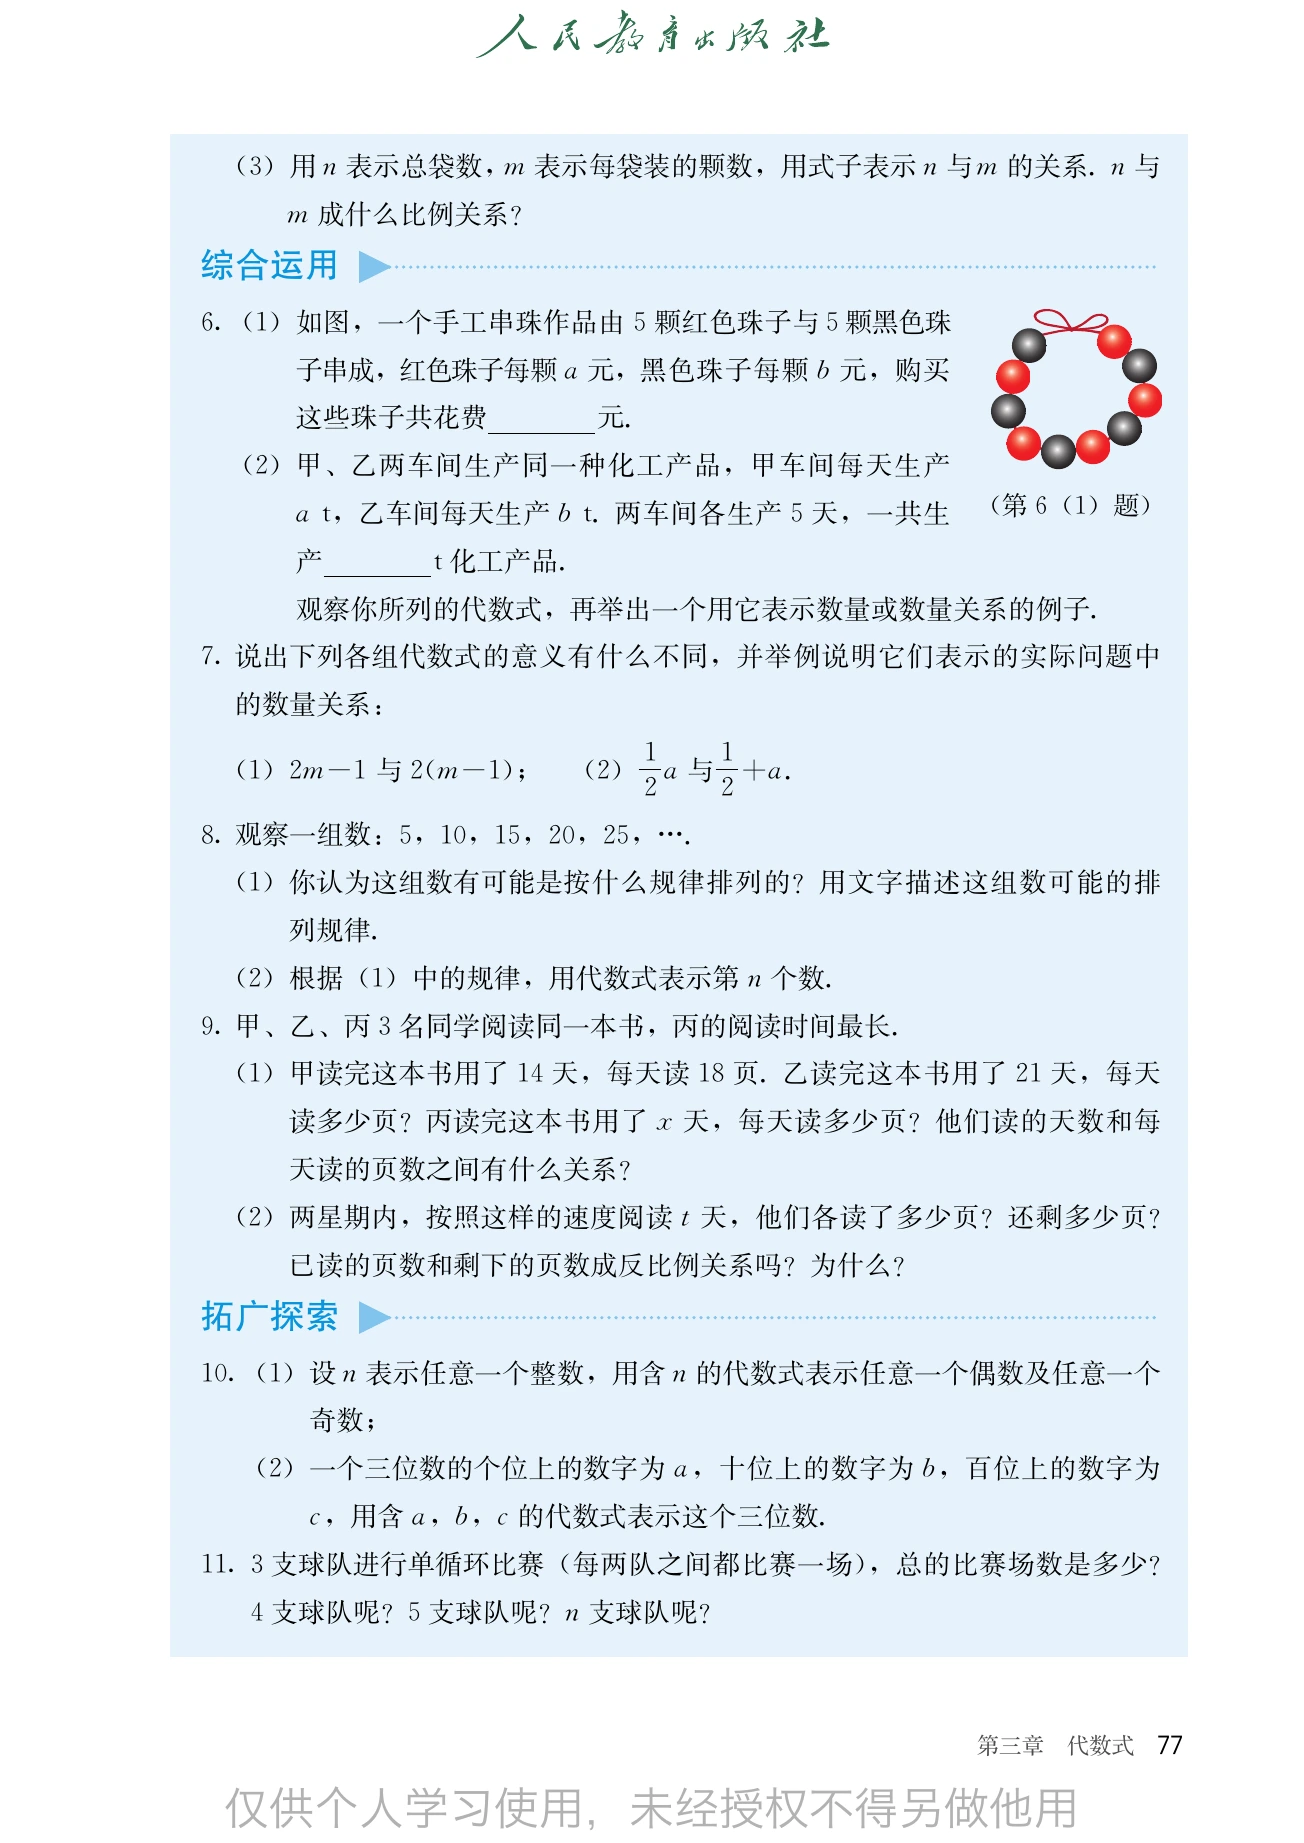 人民教育出版社
（3）用 n 表示总袋数，m 表示每袋装的颗数，用式子表示 n 与 m 的关系. n 与
m 成什么比例关系？
综合运用
6.（1）如图，一个手工串珠作品由 5 颗红色珠子与 5 颗黑色珠
子串成，红色珠子每颗 a 元，黑色珠子每颗 b 元，购买
这些珠子共花费________元.
（2）甲、乙两车间生产同一种化工产品，甲车间每天生产
a t，乙车间每天生产 b t. 两车间各生产 5 天，一共生
（第 6（1）题）
产________t 化工产品.
观察你所列的代数式，再举出一个用它表示数量或数量关系的例子.
7. 说出下列各组代数式的意义有什么不同，并举例说明它们表示的实际问题中
的数量关系：
（1）2m－1 与 2(m－1)； （2）1/2 a 与 1/2＋a.
8. 观察一组数：5，10，15，20，25，….
（1）你认为这组数有可能是按什么规律排列的？用文字描述这组数可能的排
列规律.
（2）根据（1）中的规律，用代数式表示第 n 个数.
9. 甲、乙、丙 3 名同学阅读同一本书，丙的阅读时间最长.
（1）甲读完这本书用了 14 天，每天读 18 页. 乙读完这本书用了 21 天，每天
读多少页？丙读完这本书用了 x 天，每天读多少页？他们读的天数和每
天读的页数之间有什么关系？
（2）两星期内，按照这样的速度阅读 t 天，他们各读了多少页？还剩多少页？
已读的页数和剩下的页数成反比例关系吗？为什么？
拓广探索
10.（1）设 n 表示任意一个整数，用含 n 的代数式表示任意一个偶数及任意一个
奇数；
（2）一个三位数的个位上的数字为 a，十位上的数字为 b，百位上的数字为
c，用含 a，b，c 的代数式表示这个三位数.
11. 3 支球队进行单循环比赛（每两队之间都比赛一场），总的比赛场数是多少？
4 支球队呢？5 支球队呢？n 支球队呢？
第三章 代数式 77
仅供个人学习使用，未经授权不得另做他用